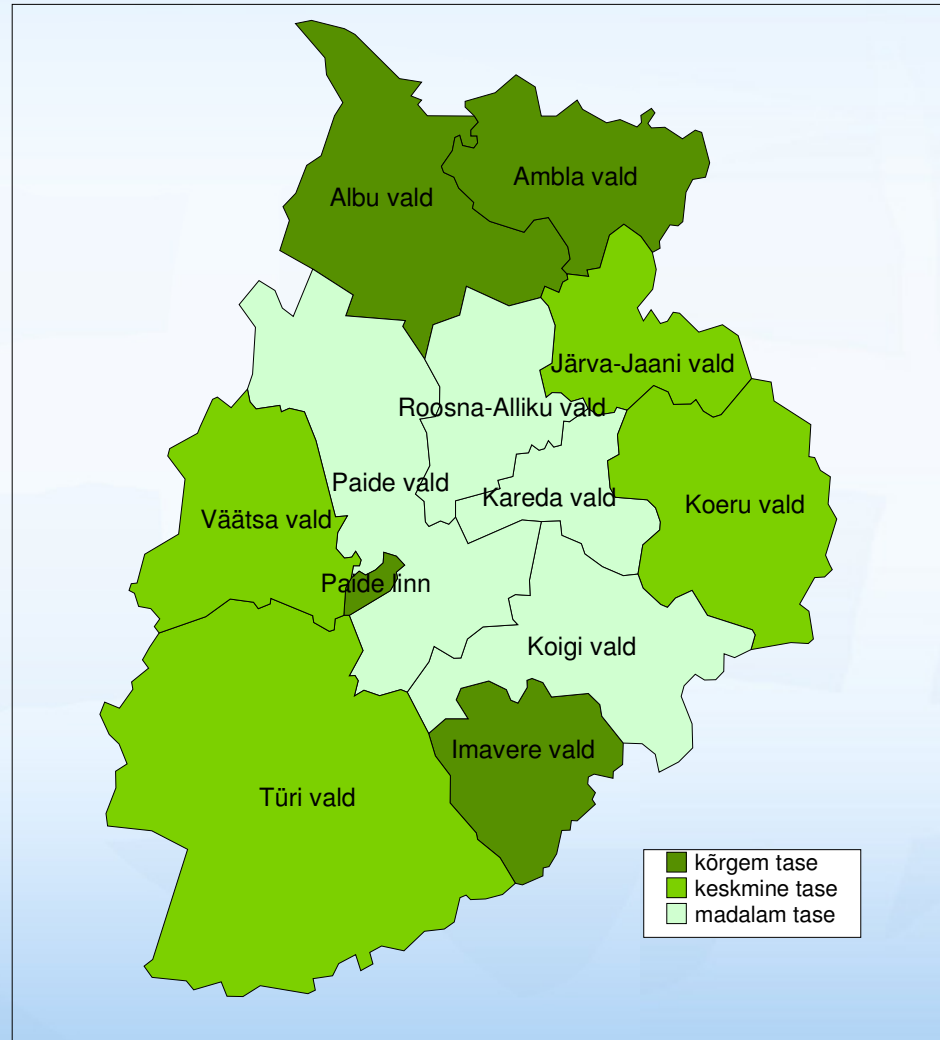 Ambla vald
Albu vald
Järva-Jaani vald
Roosna-Alliku vald
Paide vald
Kareda vald
Koeru vald
Väätsa vald
Paide linn
Koigi vald
Imavere vald
Türi vald
kõrgem tase
keskmine tase
madalam tase